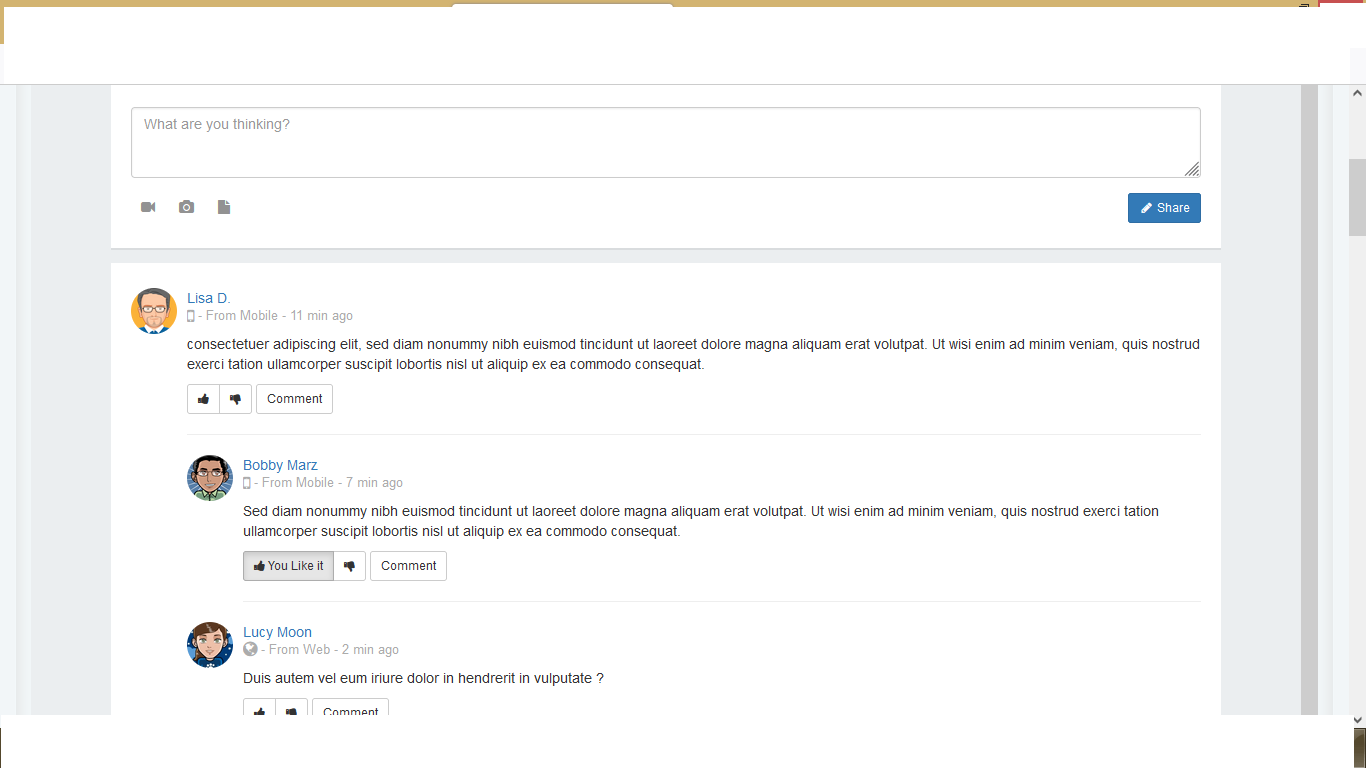 What are you thinking?
Share
Lisa D.
- From Mobile - 11 min ago
consectetuer adipiscing elit, sed diam nonummy nibh euismod tincidunt ut laoreet dolore magna aliquam erat volutpat. Ut wisi enim ad minim veniam, quis nostrud
exerci tation ullamcorper suscipit lobortis nisl ut aliquip ex ea commodo consequat.
Comment
Bobby Marz
- From Mobile - 7 min ago
Sed diam nonummy nibh euismod tincidunt ut laoreet dolore magna aliquam erat volutpat. Ut wisi enim ad minim veniam, quis nostrud exerci tation
ullamcorper suscipit lobortis nisl ut aliquip ex ea commodo consequat.
You Like it Comment
Lucy Moon
- From Web - 2 min ago
Duis autem vel eum iriure dolor in hendrerit in vulputate ?
Comment